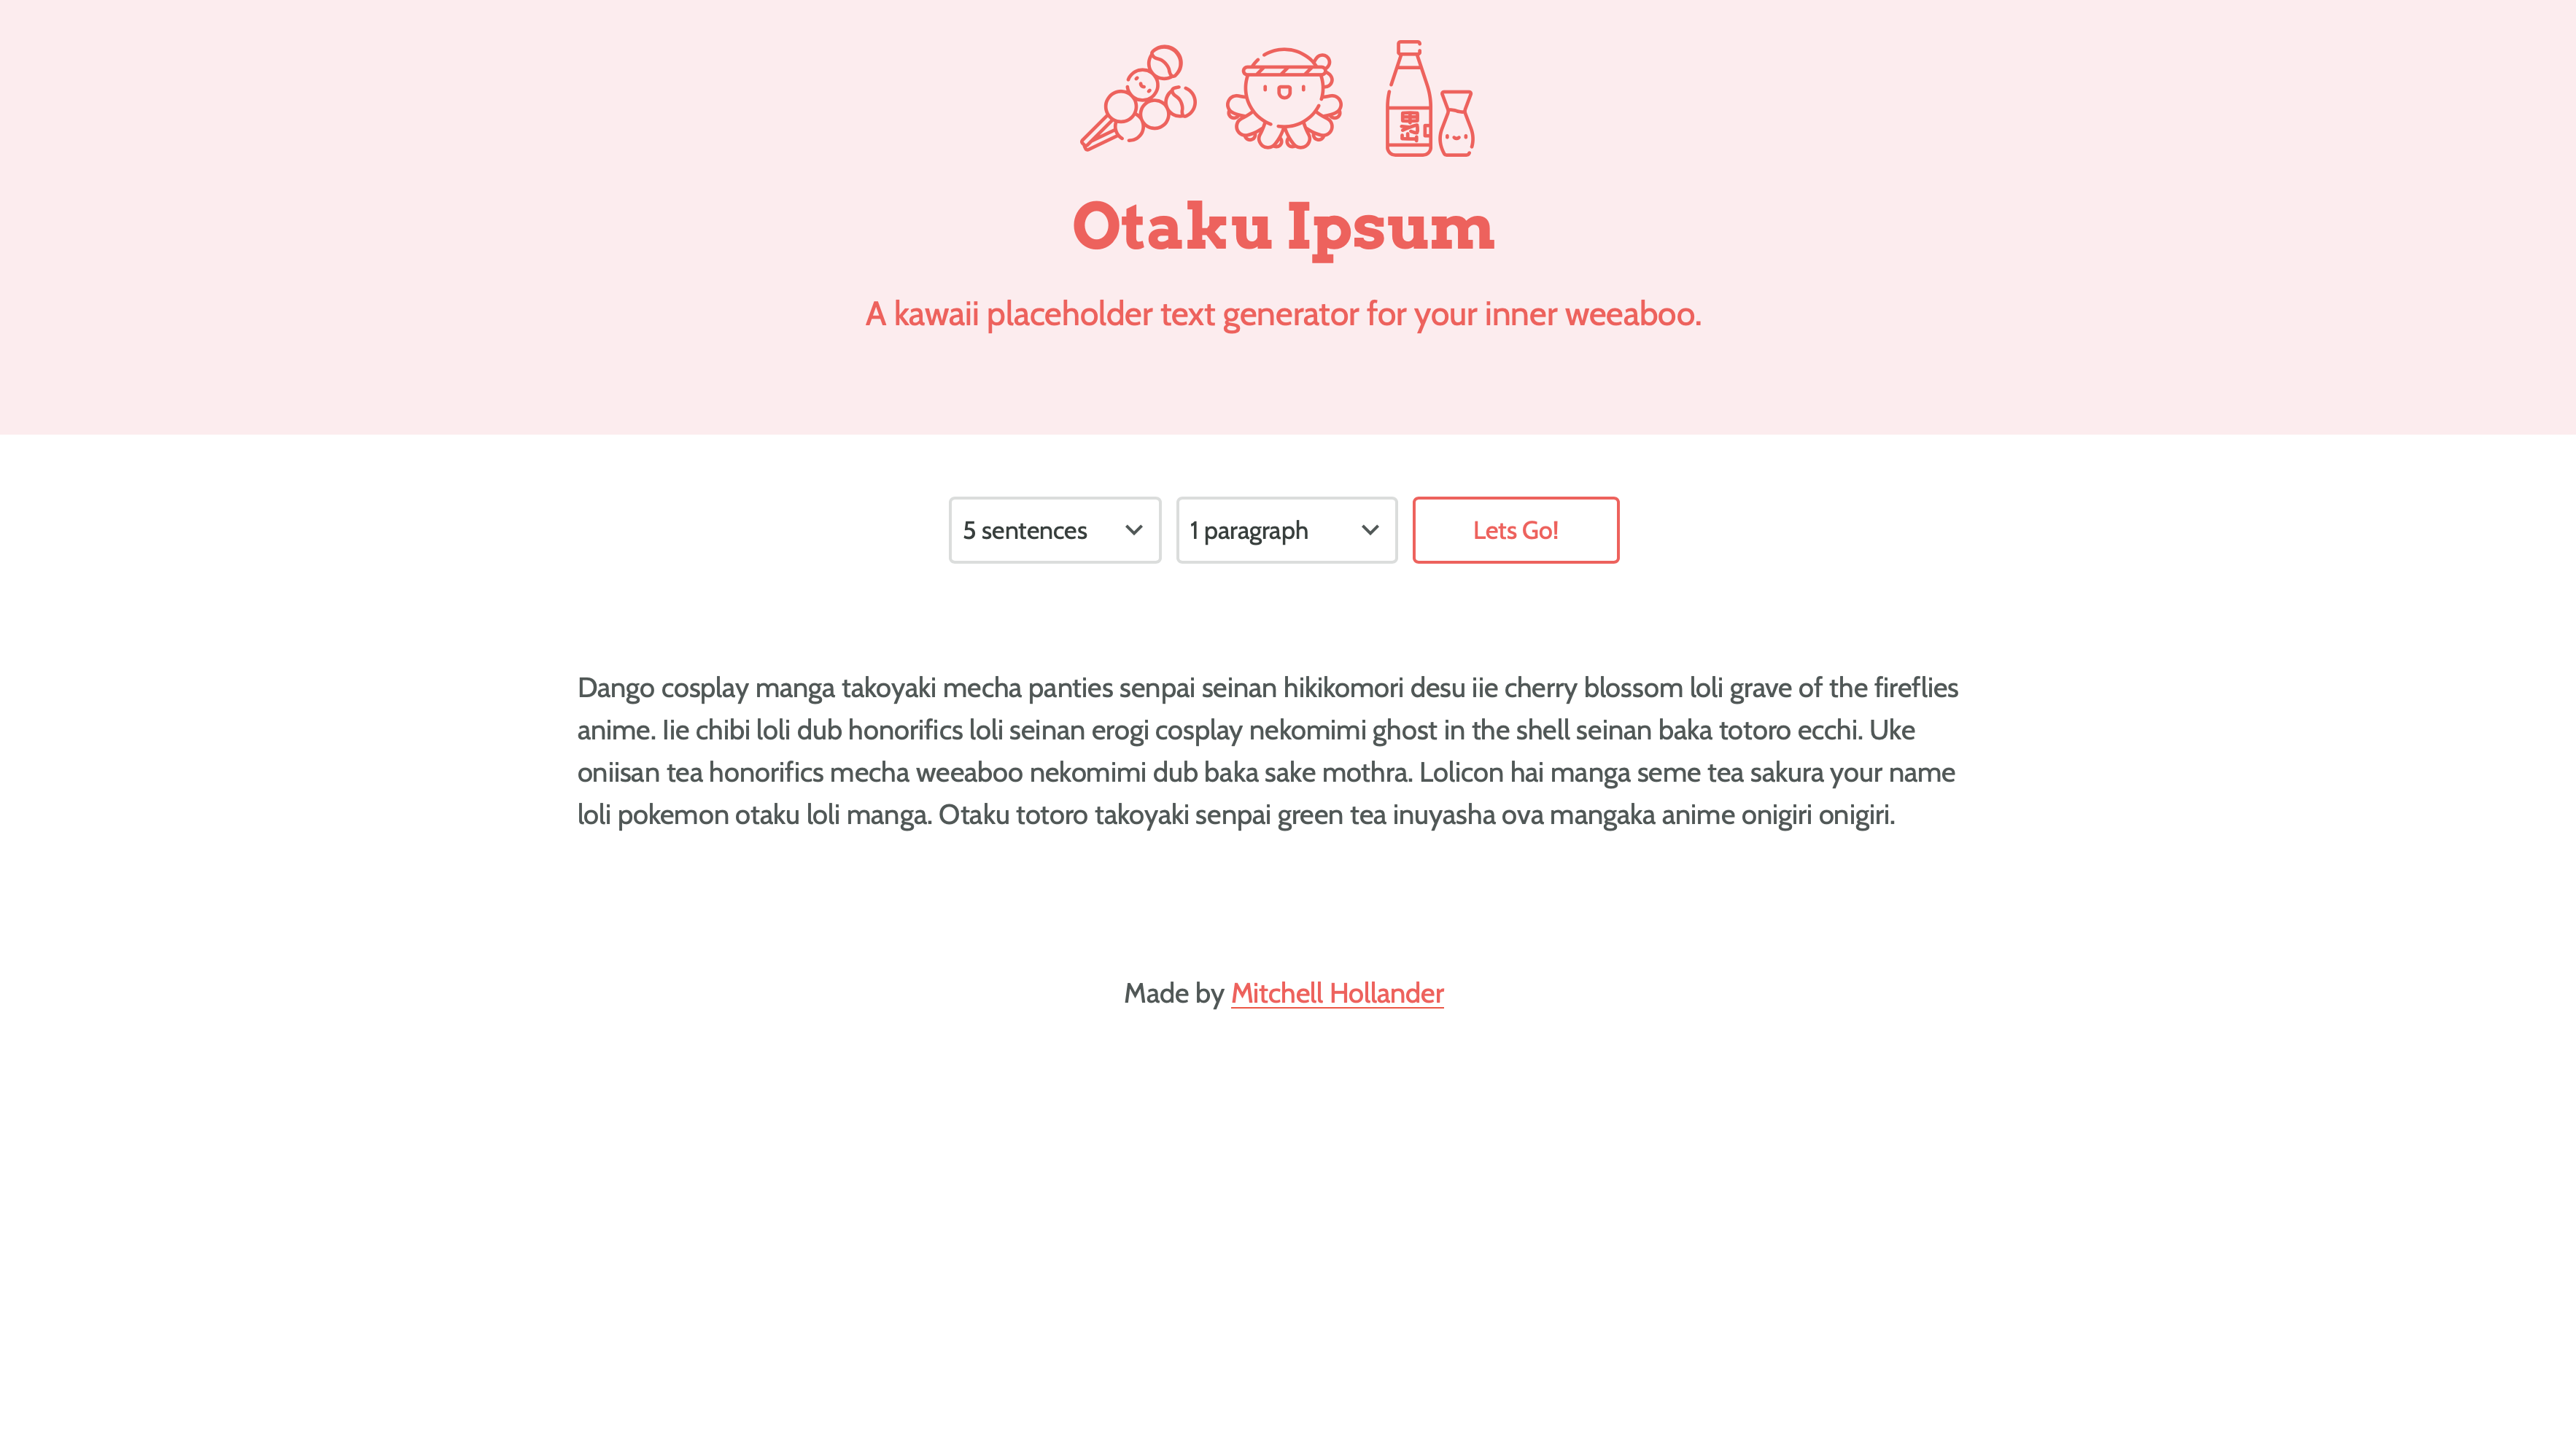 Otaku Ipsum
A kawaii placeholder text generator for your inner weeaboo.
5 sentences
1 paragraph
Lets Go!
Dango cosplay manga takoyaki mecha panties senpai seinan hikikomori desu iie cherry blossom loli grave of the fireflies
anime. Iie chibi loli dub honorifics loli seinan erogi cosplay nekomimi ghost in the shell seinan baka totoro ecchi. Uke
oniisan tea honorifics mecha weeaboo nekomimi dub baka sake mothra. Lolicon hai manga seme tea sakura your name
loli pokemon otaku loli manga. Otaku totoro takoyaki senpai green tea inuyasha ova mangaka anime onigiri onigiri.
Made by Mitchell Hollander